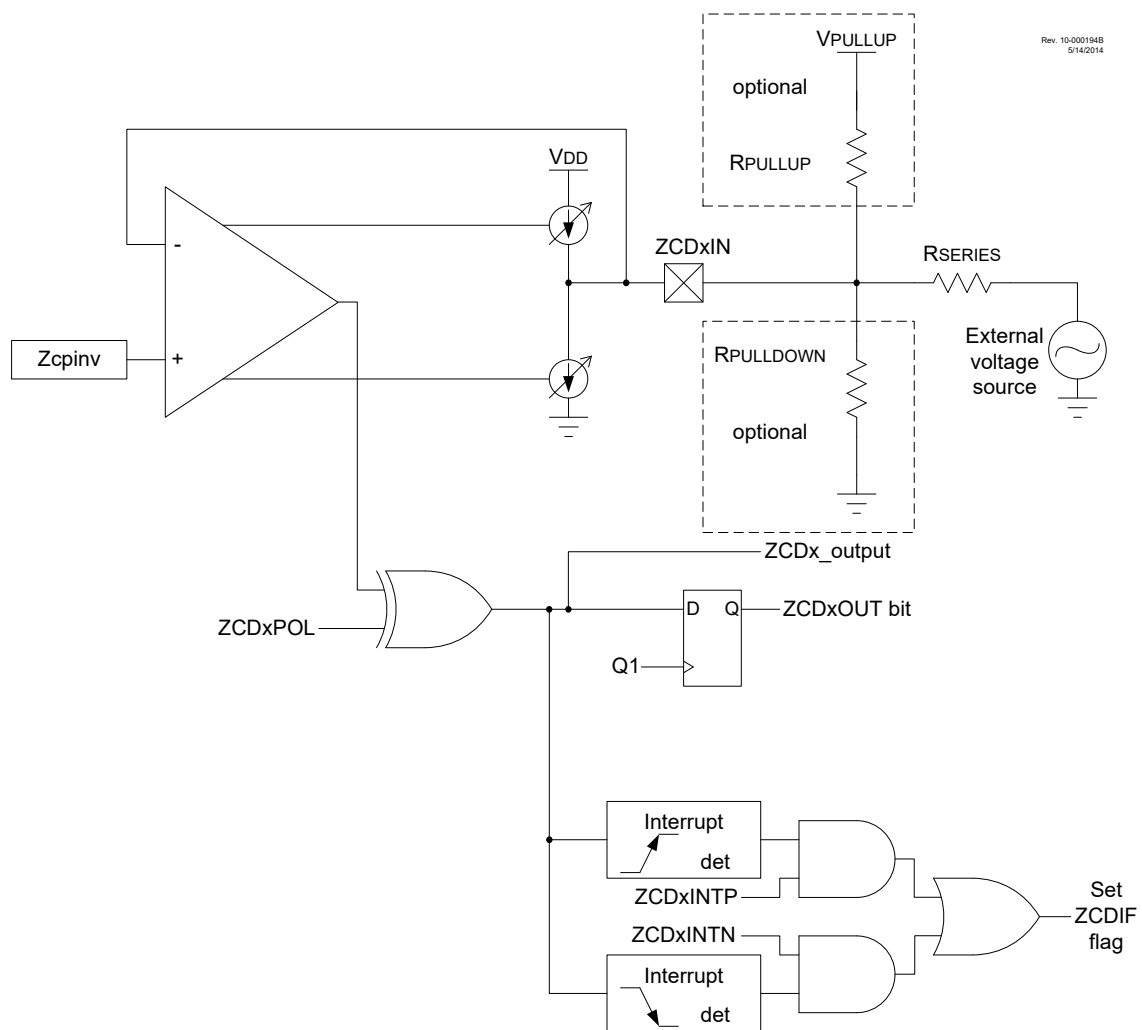 VPULLUP
Rev. 10-000194B
5/14/2014
optional
RPULLUP
VDD
-
ZCDxIN
RSERIES
Zcpinv
+
RPULLDOWN
External
voltage
source
optional
ZCDx_output
ZCDxPOL
D
Q
ZCDxOUT bit
Q1
Interrupt
det
ZCDxINTP
ZCDxINTN
Set
ZCDIF
flag
Interrupt
det